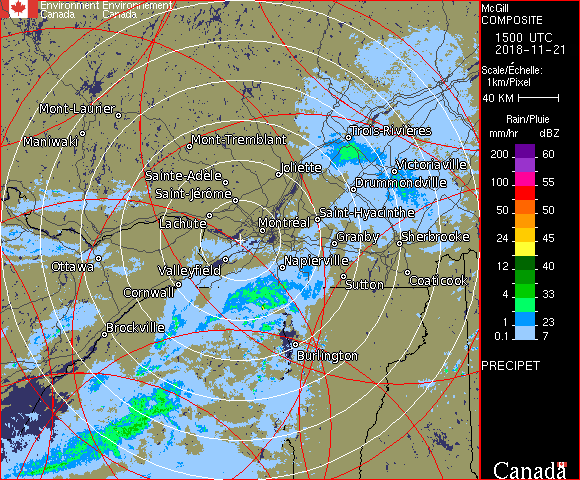 Environment Environnement
Canada Canada
Mont-Laurier
Maniwaki
Mont-Tremblant
Trois-Rivières
Sainte-Adèle
Joliette
Victoriaville
Drummondville
Saint-Jérôme
Lachute
Montréal
Saint-Hyacinthe
Granby
Sherbrooke
Ottawa
Valleyfield
Napierville
Cornwall
Sutton
Coaticook
Brockville
Burlington
McGill
COMPOSITE
1500 UTC
2018-11-21
Scale/Échelle:
1km/Pixel
40 KM
Rain/Pluie
mm/hr dBZ
200 60
100 55
50 50
24 45
12 40
4 33
1 23
0.1 7
PRECIPET
Canada